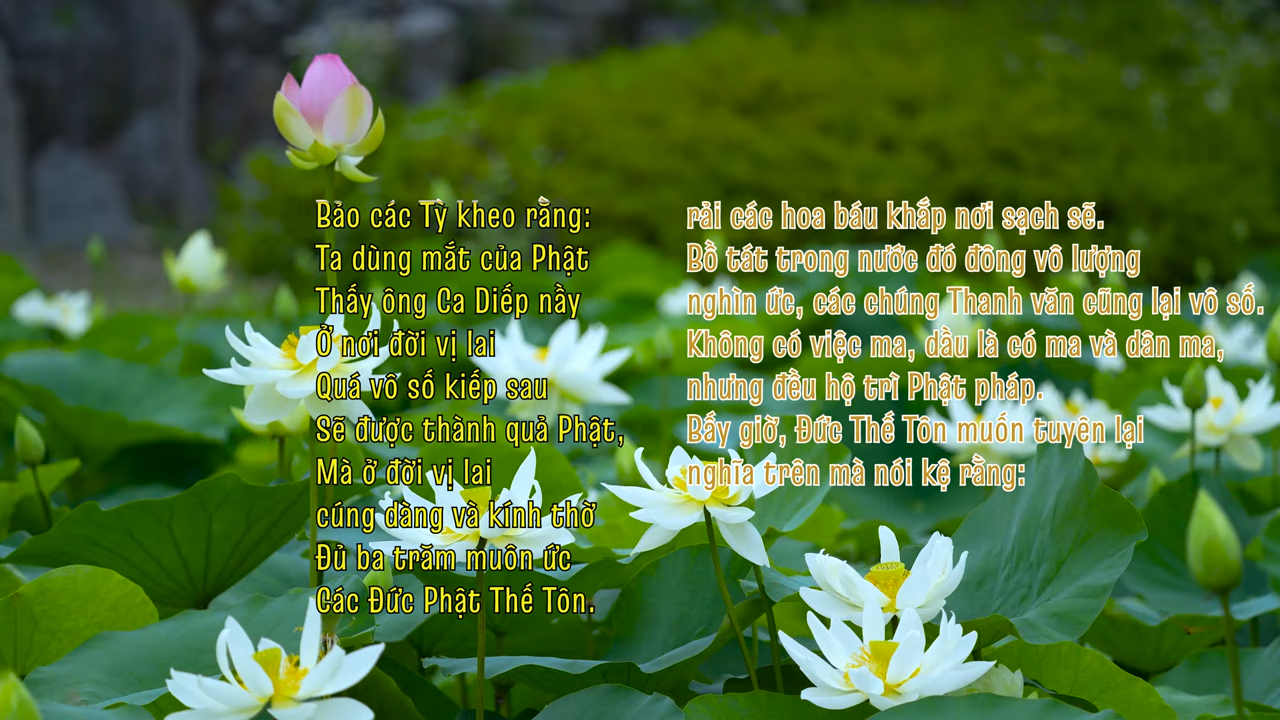 Bảo các Tỳ kheo rằng:
Ta dùng mắt của Phật
Thấy ông Ca Diếp nầy
Ở nơi đời vị lai
Quá vô số kiếp sau
Sẽ được thành quả Phật,
Mà ở đời vị lai
cúng dàng và kính thờ
Đủ ba trăm muôn ức
Các Đức Phật Thế Tôn.
rải các hoa báu khắp nơi sạch sẽ.
Bồ tát trong nước đó đông vô lượng
nghìn ức, các chúng Thanh văn cũng lại vô số.
Không có việc ma, dầu là có ma và dân ma,
nhưng đều hộ trì Phật pháp.
Bấy giờ, Đức Thế Tôn muốn tuyên lại
nghĩa trên mà nói kệ rằng: